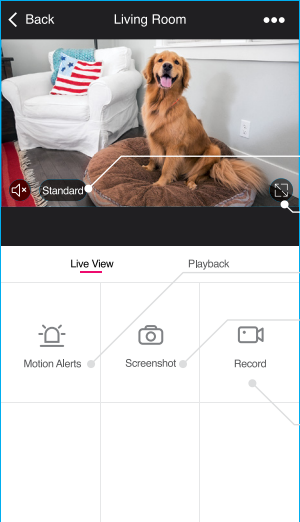 Back
Living Room
Standard
Live View
Playback
Motion Alerts
Screenshot
Record